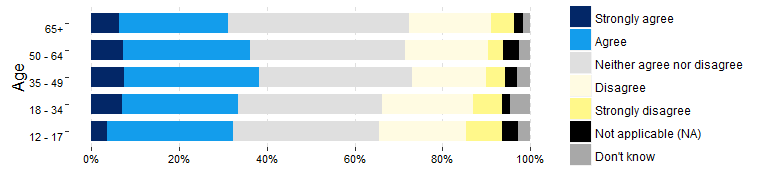 Age
65+
50 - 64
35 - 49
18 - 34
12 - 17
0% 20% 40% 60% 80% 100%
Strongly agree
Agree
Neither agree nor disagree
Disagree
Strongly disagree
Not applicable (NA)
Don't know